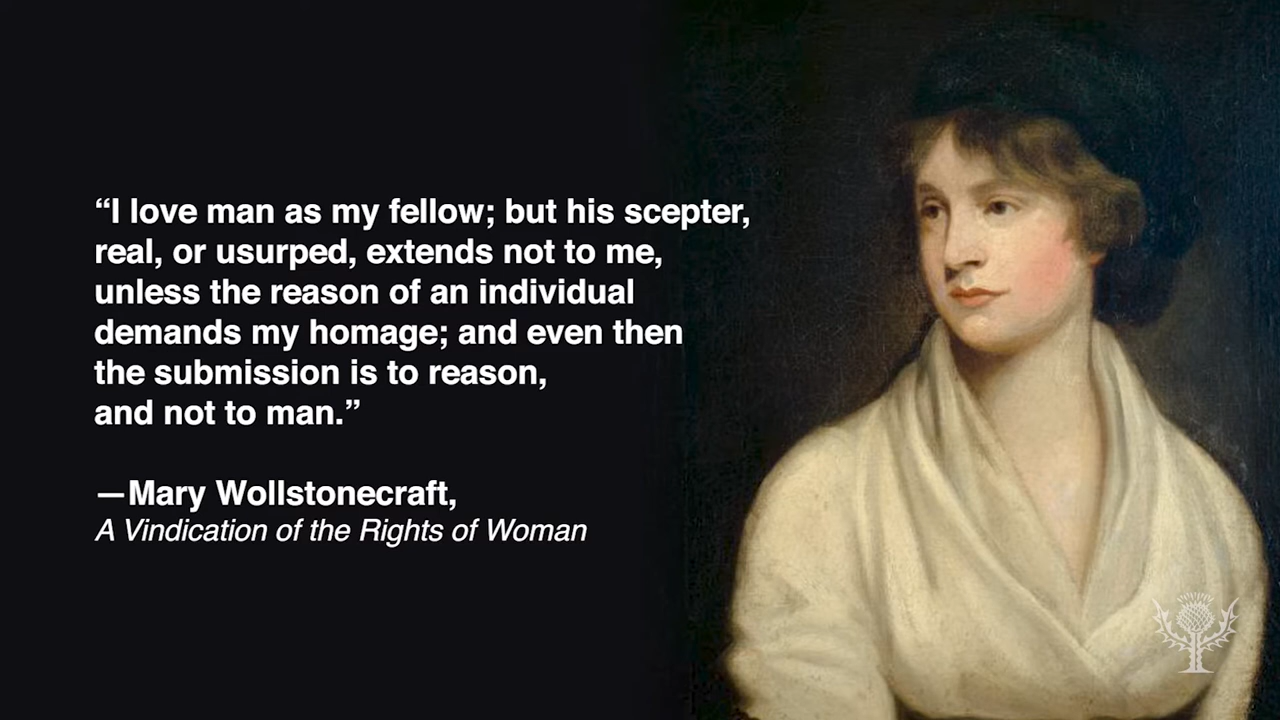 “I love man as my fellow; but his scepter,
real, or usurped, extends not to me,
unless the reason of an individual
demands my homage; and even then
the submission is to reason,
and not to man.”
—Mary Wollstonecraft,
A Vindication of the Rights of Woman